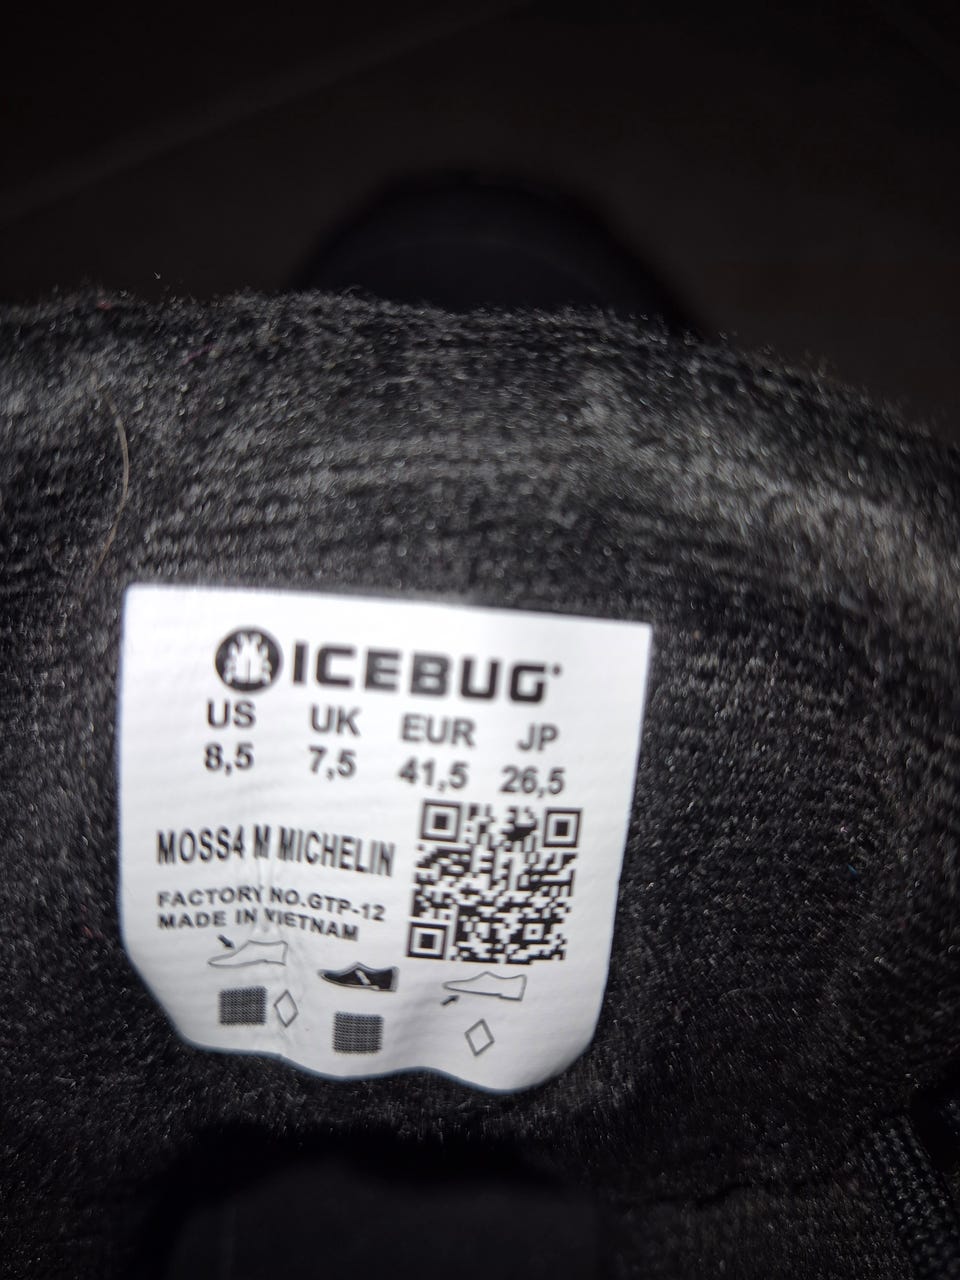 ICEBUG
US UK EUR JP
8,5 7,5 41,5 26,5
MOSS4 M MICHELIN
FACTORY NO.GTP-12
MADE IN VIETNAM